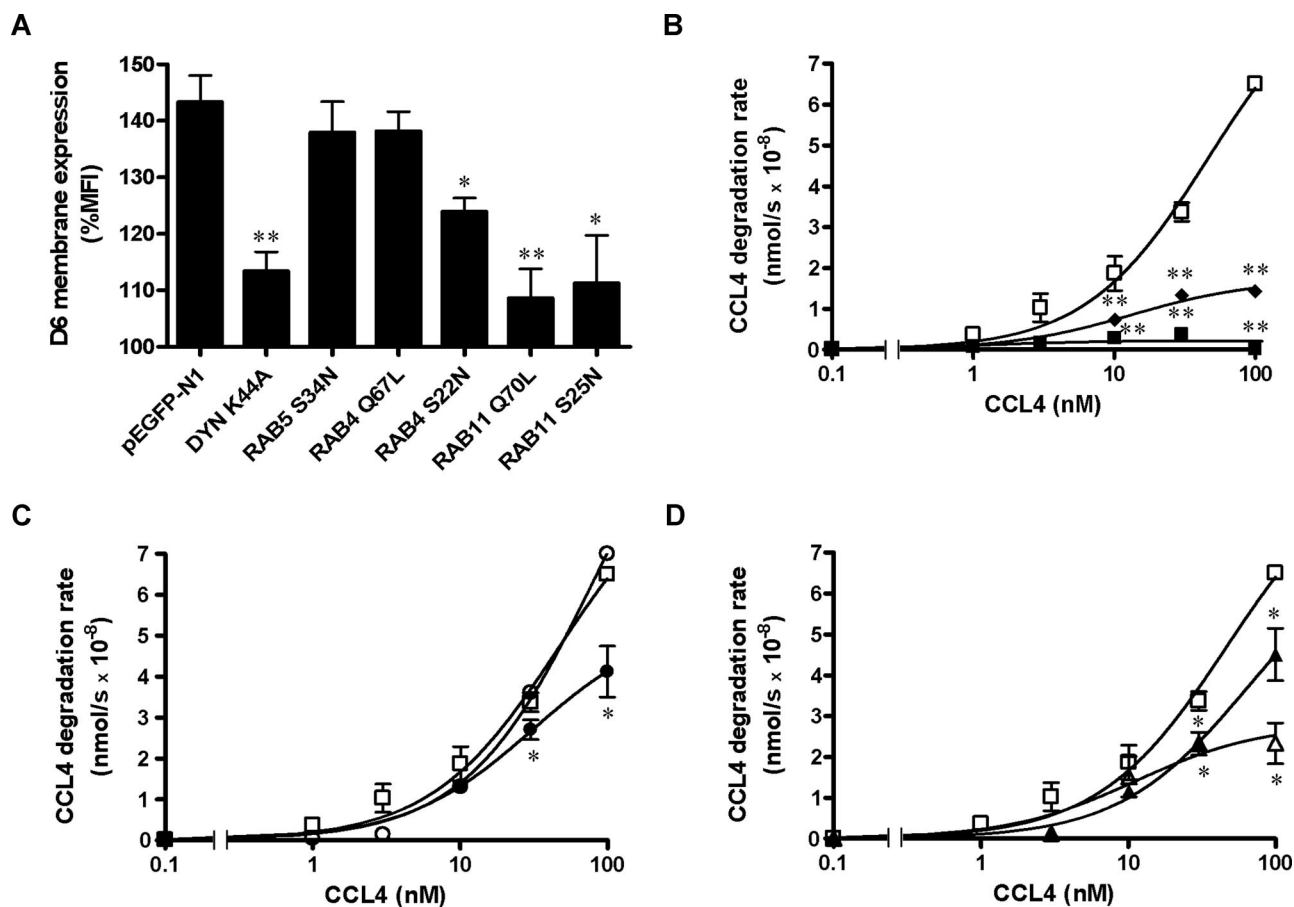 A
D6 membrane expression
(%MFI)
150
140
130
120
110
100
**
*
**
*
pEGFP-N1
DYN K44A
RAB5 S34N
RAB4 Q67L
RAB4 S22N
RAB11 Q70L
RAB11 S25N
B
CCL4 degradation rate
(nmol/s x 10-8)
7
6
5
4
3
2
1
0
**
**
**
**
**
**
0.1
1
10
100
CCL4 (nM)
C
CCL4 degradation rate
(nmol/s x 10-8)
7
6
5
4
3
2
1
0
*
*
0.1
1
10
100
CCL4 (nM)
D
CCL4 degradation rate
(nmol/s x 10-8)
7
6
5
4
3
2
1
0
*
*
*
*
0.1
1
10
100
CCL4 (nM)